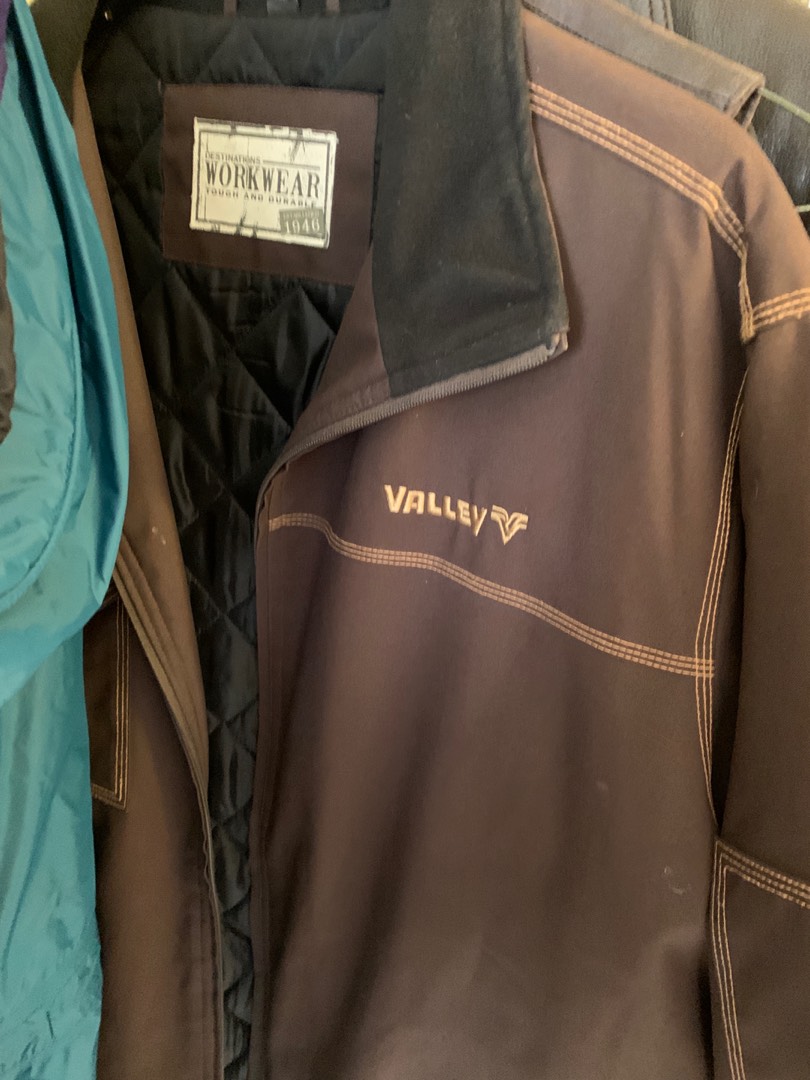 DESTINATIONS
WORKWEAR
TOUGH AND DURABLE
1946
VALLEY